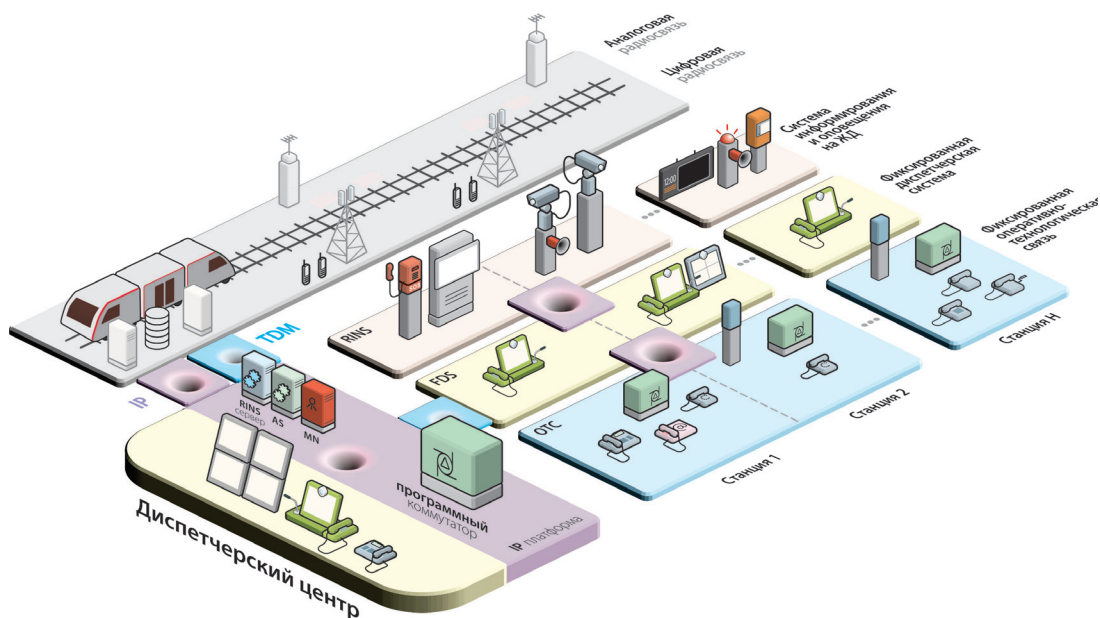 Аналоговая
радиосвязь
Цифровая
радиосвязь
Система
информирования
и оповещения
на ЖД
Фиксированная
диспетчерская
система
Фиксированная
оперативно-
технологическая
связь
12:00
SOS
RINS
FDS
OTC
TDM
IP
RINS
сервер
AS
MN
программный
коммутатор
IP платформа
Диспетчерский центр
Станция 1
Станция 2
Станция Н